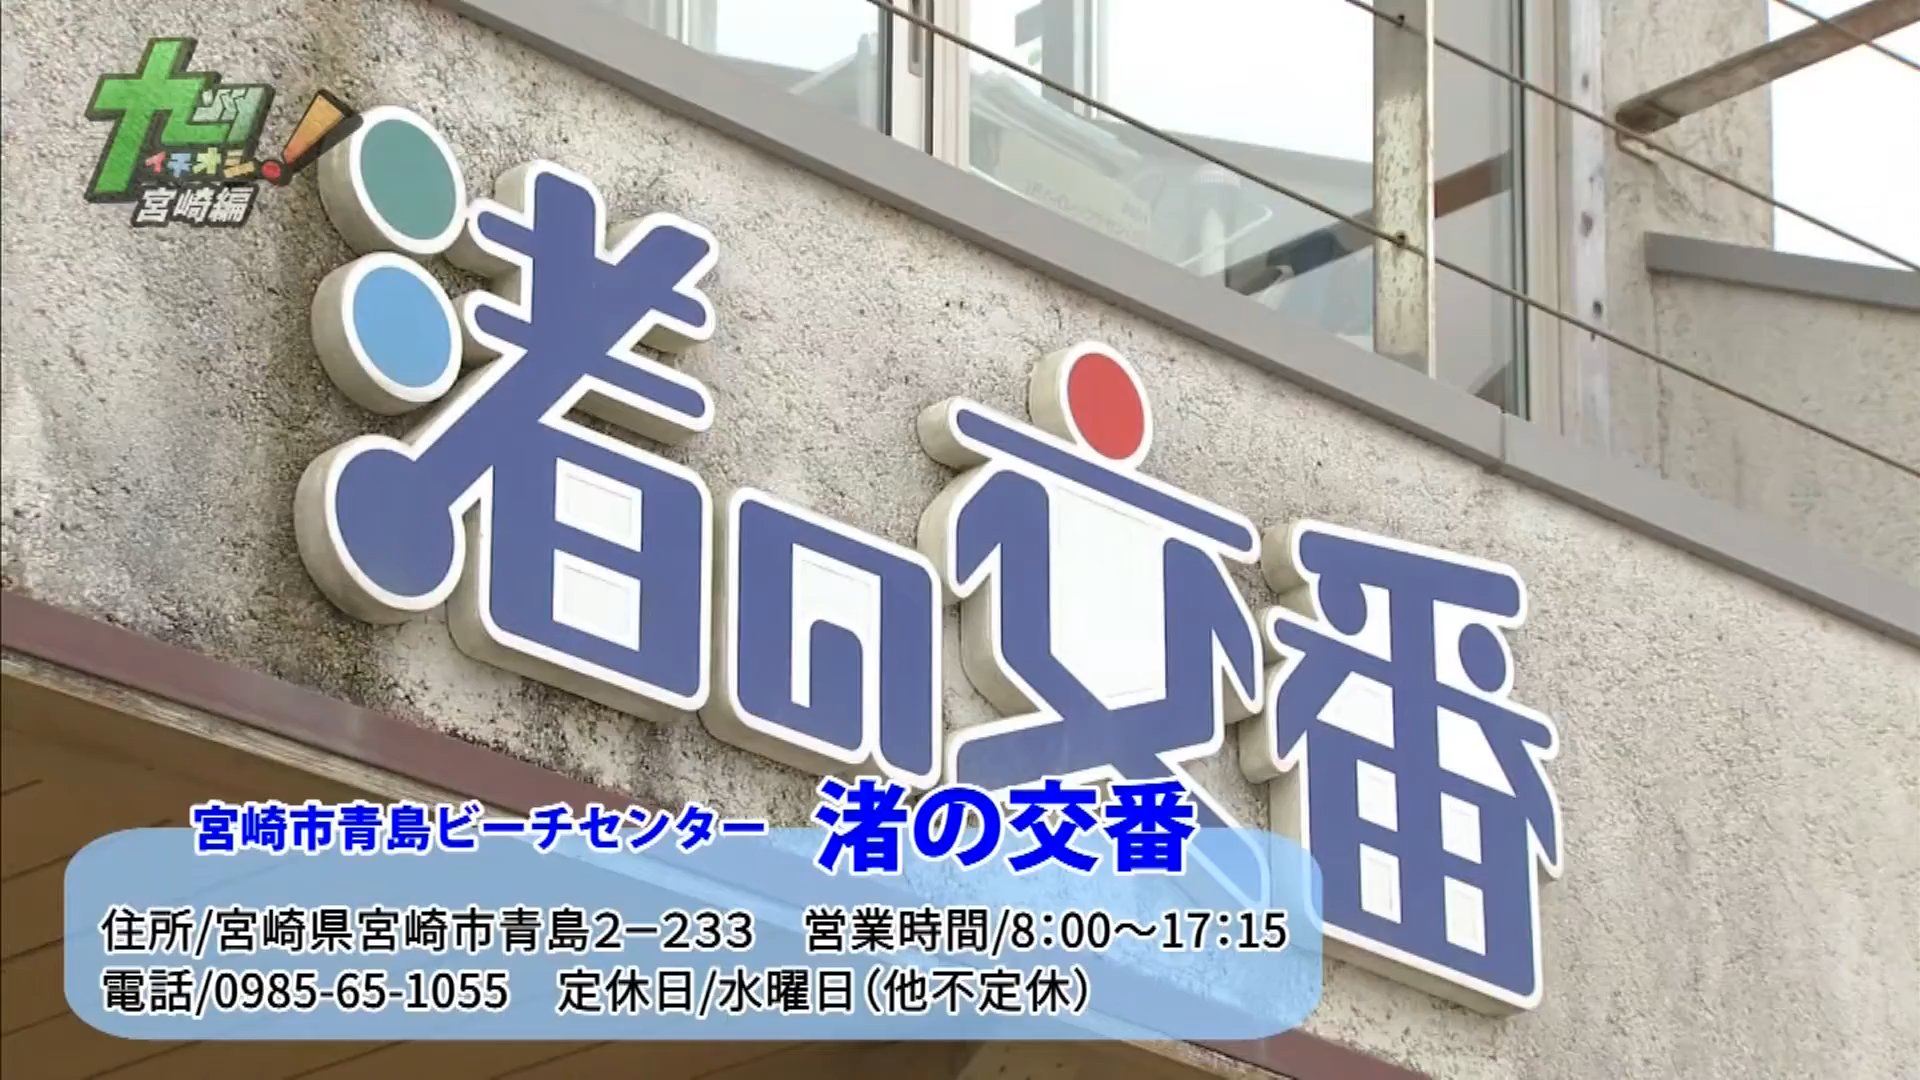 九州
イチオシ!
宮崎編
渚の交番
宮崎市青島ビーチセンター　渚の交番
住所/宮崎県宮崎市青島2−233　営業時間/8：00〜17：15
電話/0985-65-1055　定休日/水曜日（他不定休）